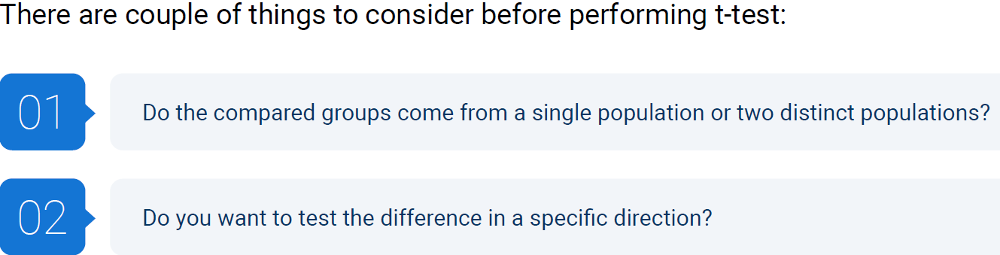 There are couple of things to consider before performing t-test:
01
Do the compared groups come from a single population or two distinct populations?
02
Do you want to test the difference in a specific direction?